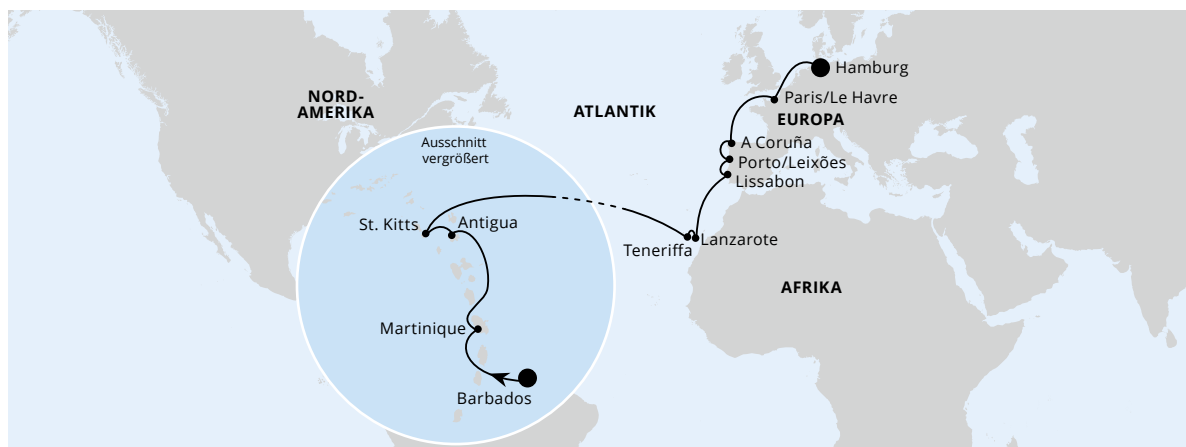 NORD-
AMERIKA
ATLANTIK
Hamburg
Paris/Le Havre
EUROPA
A Coruña
Porto/Leixões
Lissabon
Ausschnitt
vergrößert
St. Kitts
Antigua
Teneriffa
Lanzarote
AFRIKA
Martinique
Barbados